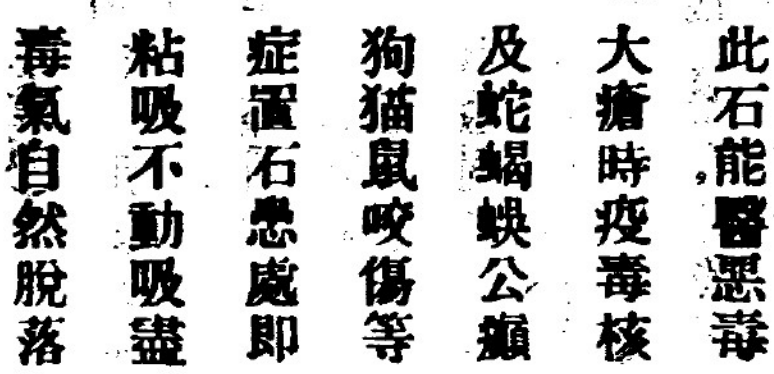 此石能醫惡毒
大瘡時疫毒核
及蛇蝎蜈公癲
狗猫鼠咬傷等
症置石患處即
粘吸不動吸盡
毒氣自然脫落